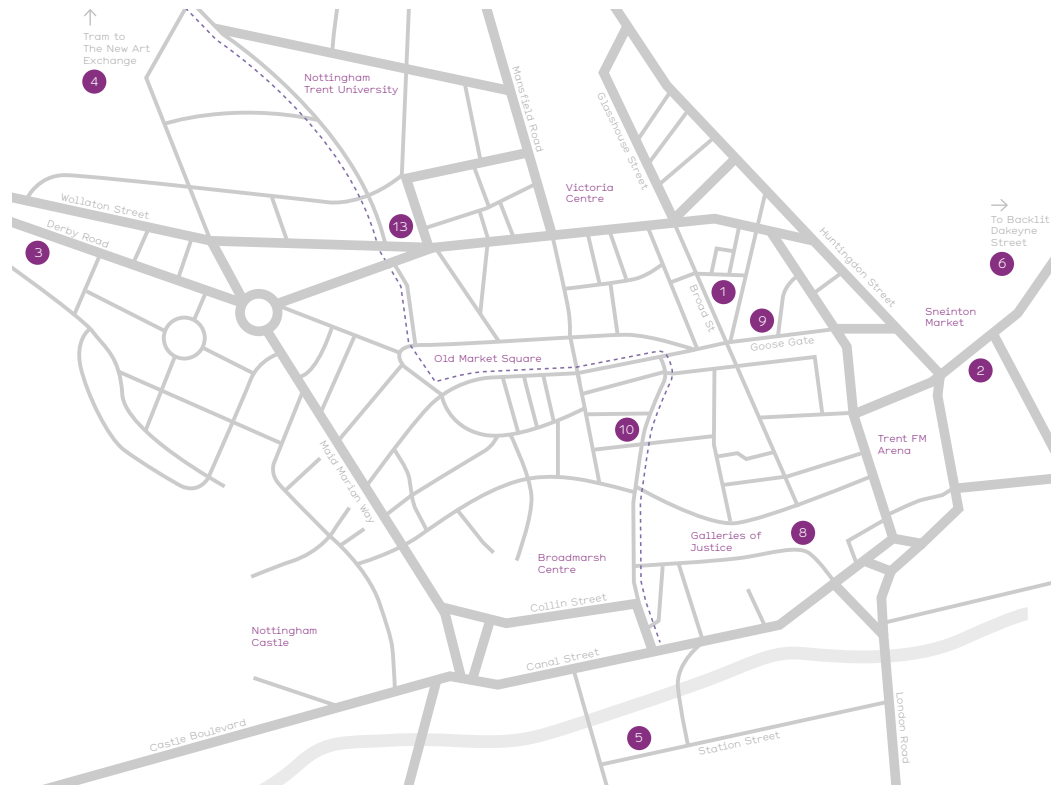 Tram to
The New Art
Exchange
4
Nottingham
Trent University
Mansfield Road
Glasshouse Street
Victoria
Centre
Wollaton Street
Derby Road
3
13
To Backlit
Dakeyne
Street
6
Huntingdon Street
1
Broad St
9
Goose Gate
Sneinton
Market
2
Old Market Square
10
Trent FM
Arena
Maid Marion Way
Galleries of
Justice
8
Broadmarsh
Centre
Collin Street
Nottingham
Castle
Canal Street
Castle Boulevard
5
Station Street
London Road